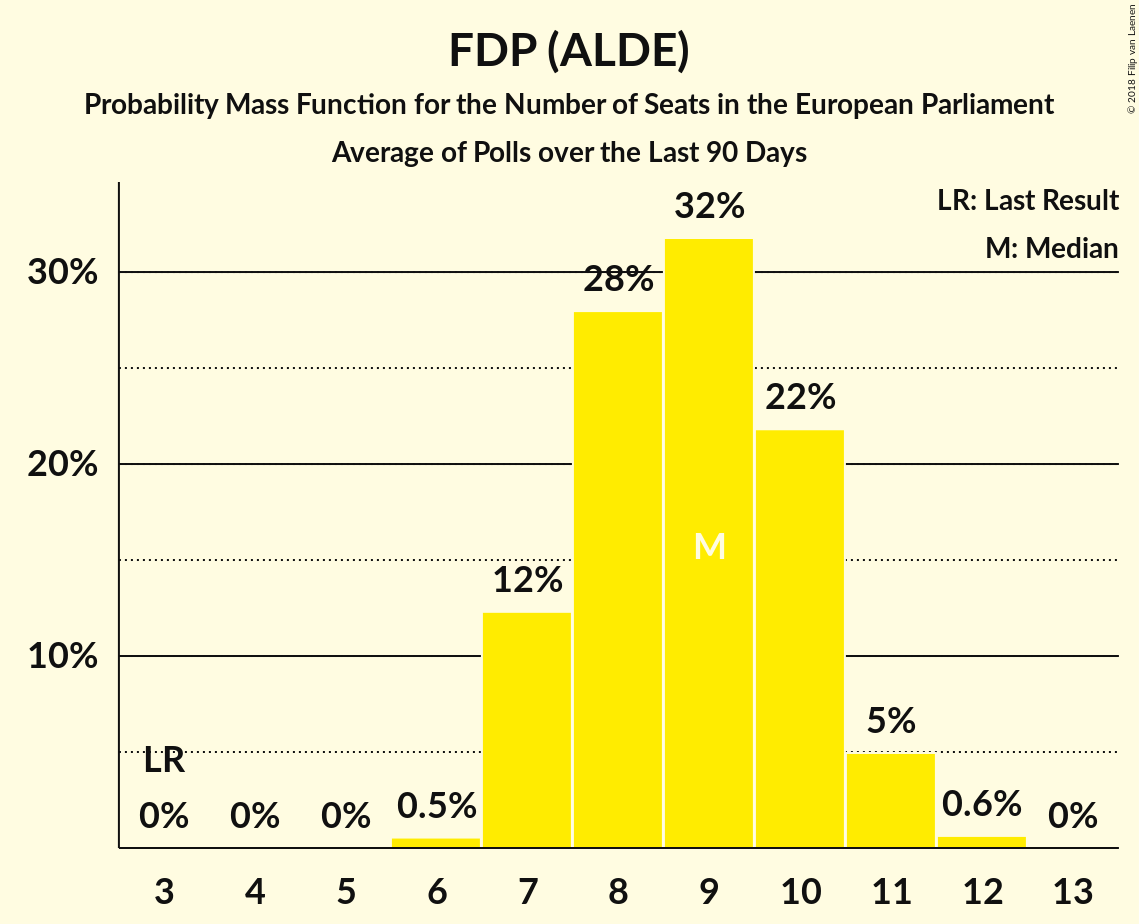 FDP (ALDE)
Probability Mass Function for the Number of Seats in the European Parliament
Average of Polls over the Last 90 Days
© 2018 Filip van Laenen
LR: Last Result
M: Median
32%
30%
28%
22%
20%
M
12%
10%
5%
LR
0% 0% 0% 0.5% 0.6% 0%
3 4 5 6 7 8 9 10 11 12 13